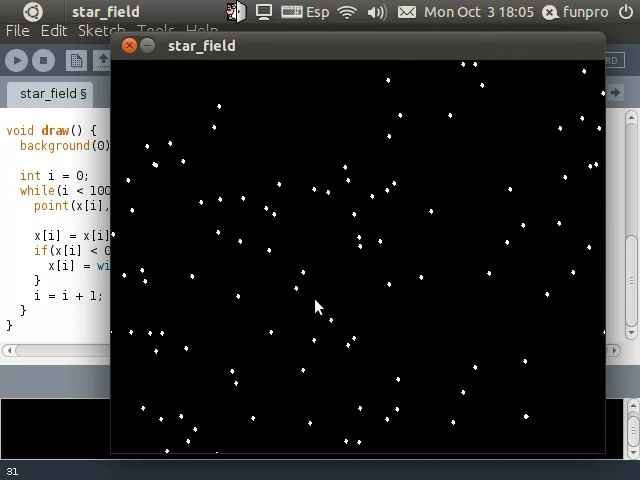 star_field Esp Mon Oct 3 18:05 funpro
File Edit Sketch Tools Help
star_field
star_field §
void draw() {
background(0)
int i = 0;
while(i < 100
point(x[i],
x[i] = x[i]
if(x[i] < 0
x[i] = wi
}
i = i + 1;
}
}
31